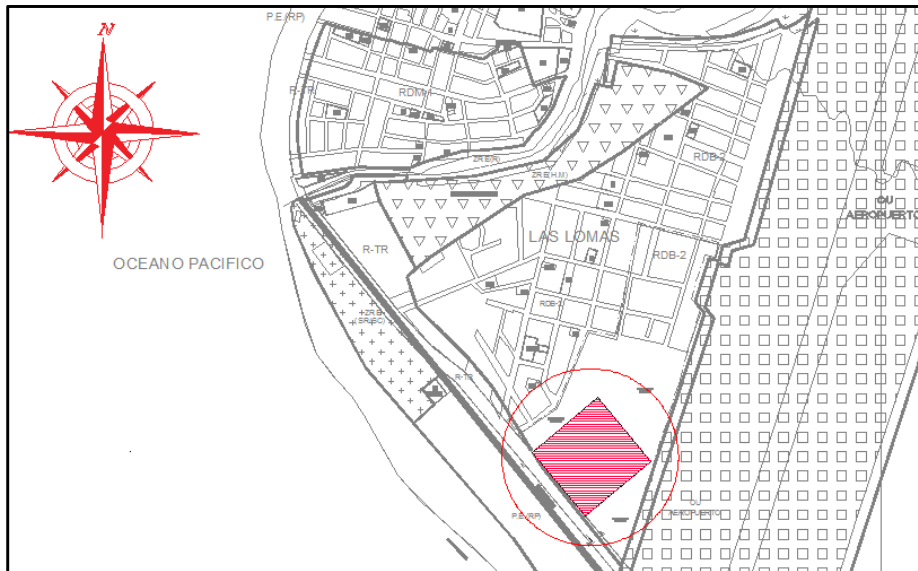 P.E.(RP)
N
R-TR
RDM-1
ZRE(R)
ZRE(H.M)
RDB-2
OU
AEROPUERTO
LAS LOMAS
R-TR
RDB-2
OCEANO PACIFICO
RDB-2
ZRE
R-TR
OU
AEROPUERTO
P.E.(RP)